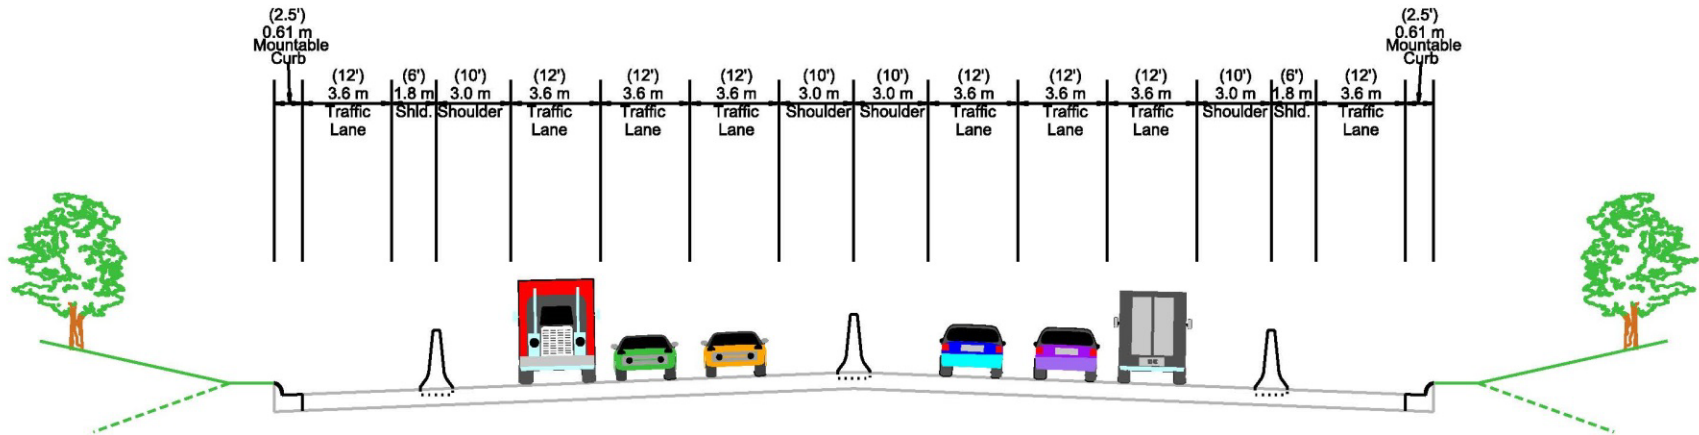 (2.5')
0.61 m
Mountable
Curb
(12')
3.6 m
Traffic
Lane
(6')
1.8 m
Shld.
(10')
3.0 m
Shoulder
(12')
3.6 m
Traffic
Lane
(12')
3.6 m
Traffic
Lane
(12')
3.6 m
Traffic
Lane
(10')
3.0 m
Shoulder
(10')
3.0 m
Shoulder
(12')
3.6 m
Traffic
Lane
(12')
3.6 m
Traffic
Lane
(12')
3.6 m
Traffic
Lane
(10')
3.0 m
Shoulder
(6')
1.8 m
Shld.
(12')
3.6 m
Traffic
Lane
(2.5')
0.61 m
Mountable
Curb